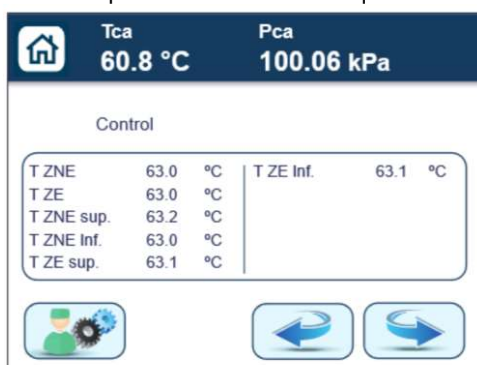 Tca Pca
60.8 °C 100.06 kPa
Control
T ZNE 63.0 ºC T ZE Inf. 63.1 ºC
T ZE 63.0 ºC
T ZNE sup. 63.2 ºC
T ZNE Inf. 63.0 ºC
T ZE sup. 63.1 ºC